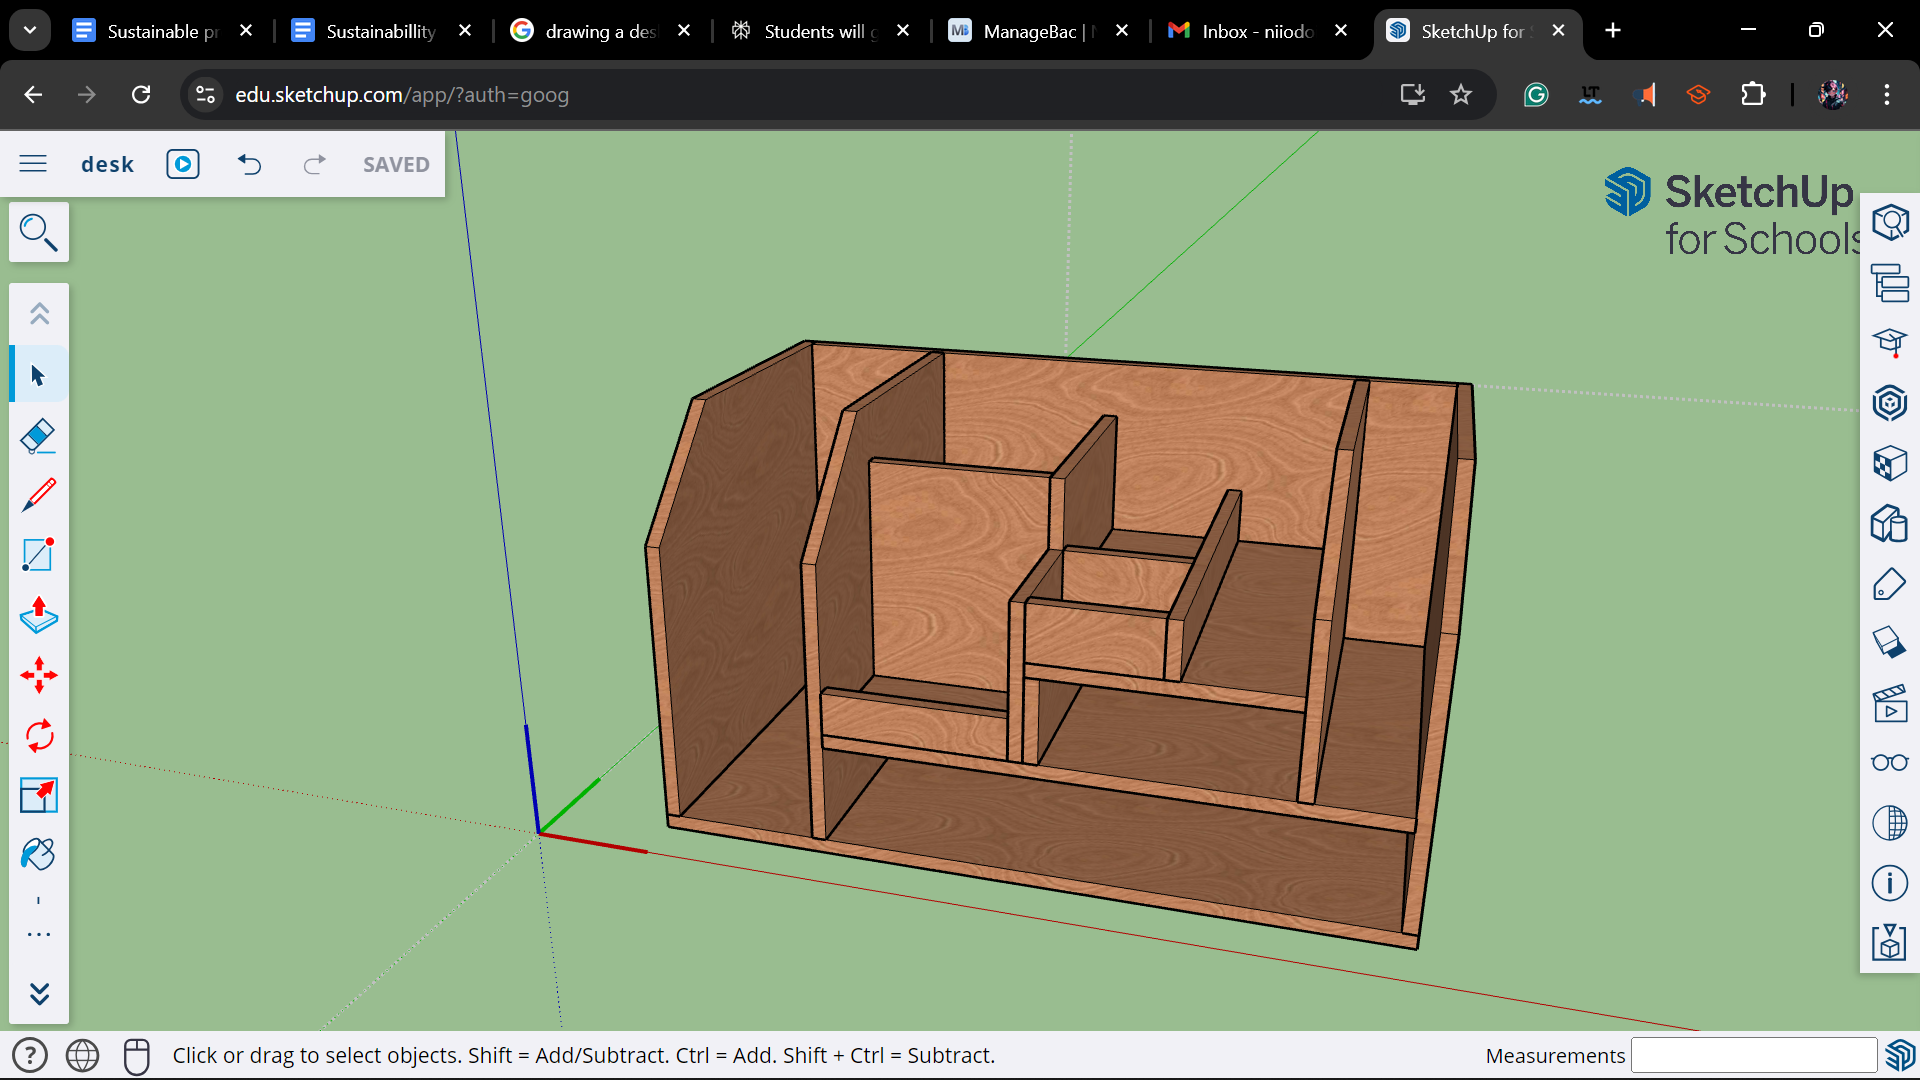 Sustainable pr
Sustainabillity
drawing a des
Students will g
ManageBac | N
Inbox - niiodo
SketchUp for S
edu.sketchup.com/app/?auth=goog
desk
SAVED
SketchUp
for Schools
Click or drag to select objects. Shift = Add/Subtract. Ctrl = Add. Shift + Ctrl = Subtract.
Measurements